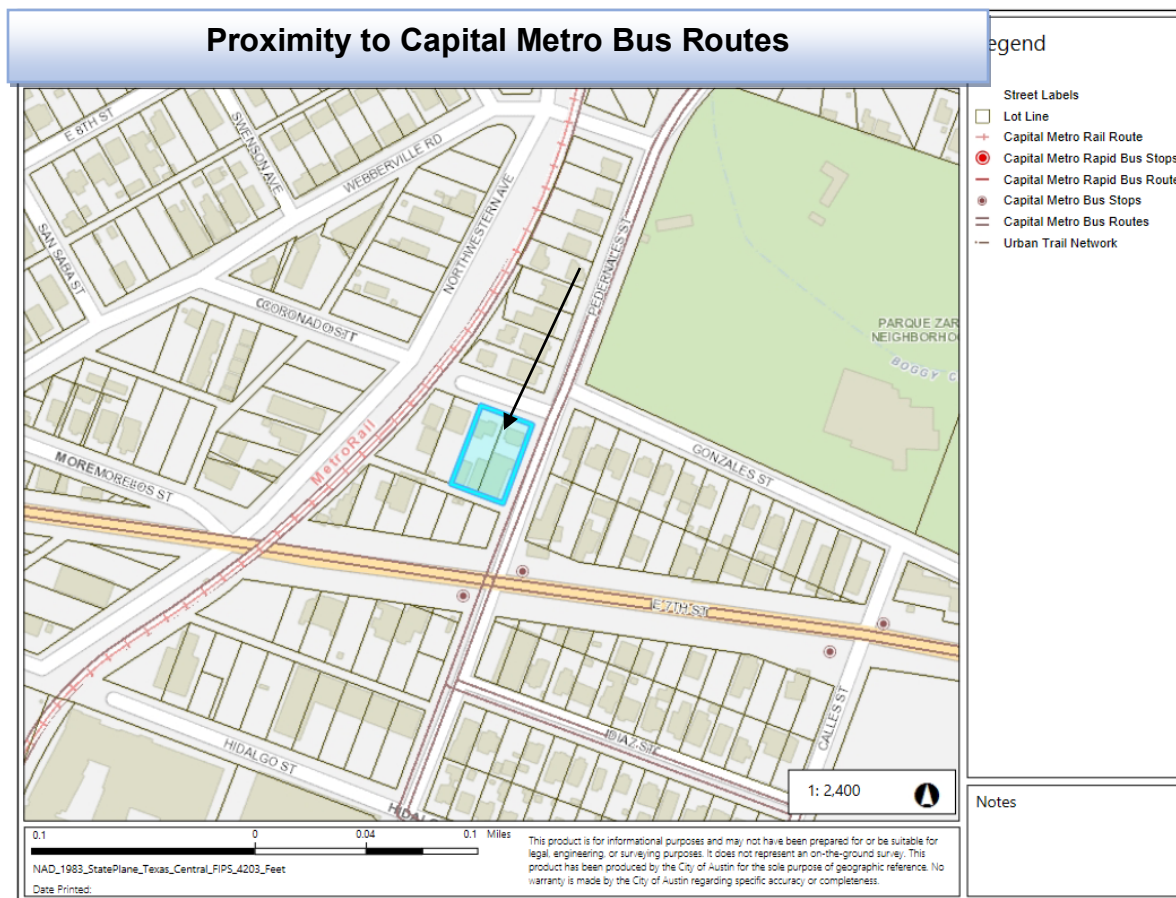 Proximity to Capital Metro Bus Routes
egend
Street Labels
Lot Line
Capital Metro Rail Route
Capital Metro Rapid Bus Stops
Capital Metro Rapid Bus Route
Capital Metro Bus Stops
Capital Metro Bus Routes
Urban Trail Network
E 8TH ST
SWENSON AVE
WEBBERVILLE RD
NORTHWESTERN AVE
SAN SABA ST
PEDERNALES ST
PARQUE ZAR
NEIGHBORHO
BOGGY C
MetroRail
GONZALES ST
E 7TH ST
CALLES ST
HIDALGO ST
1: 2,400
Notes
0.1 0 0.04 0.1 Miles
NAD_1983_StatePlane_Texas_Central_FIPS_4203_Feet
Date Printed:
This product is for informational purposes and may not have been prepared for or be suitable for
legal, engineering, or surveying purposes. It does not represent an on-the-ground survey. This
product has been produced by the City of Austin for the sole purpose of geographic reference. No
warranty is made by the City of Austin regarding specific accuracy or completeness.